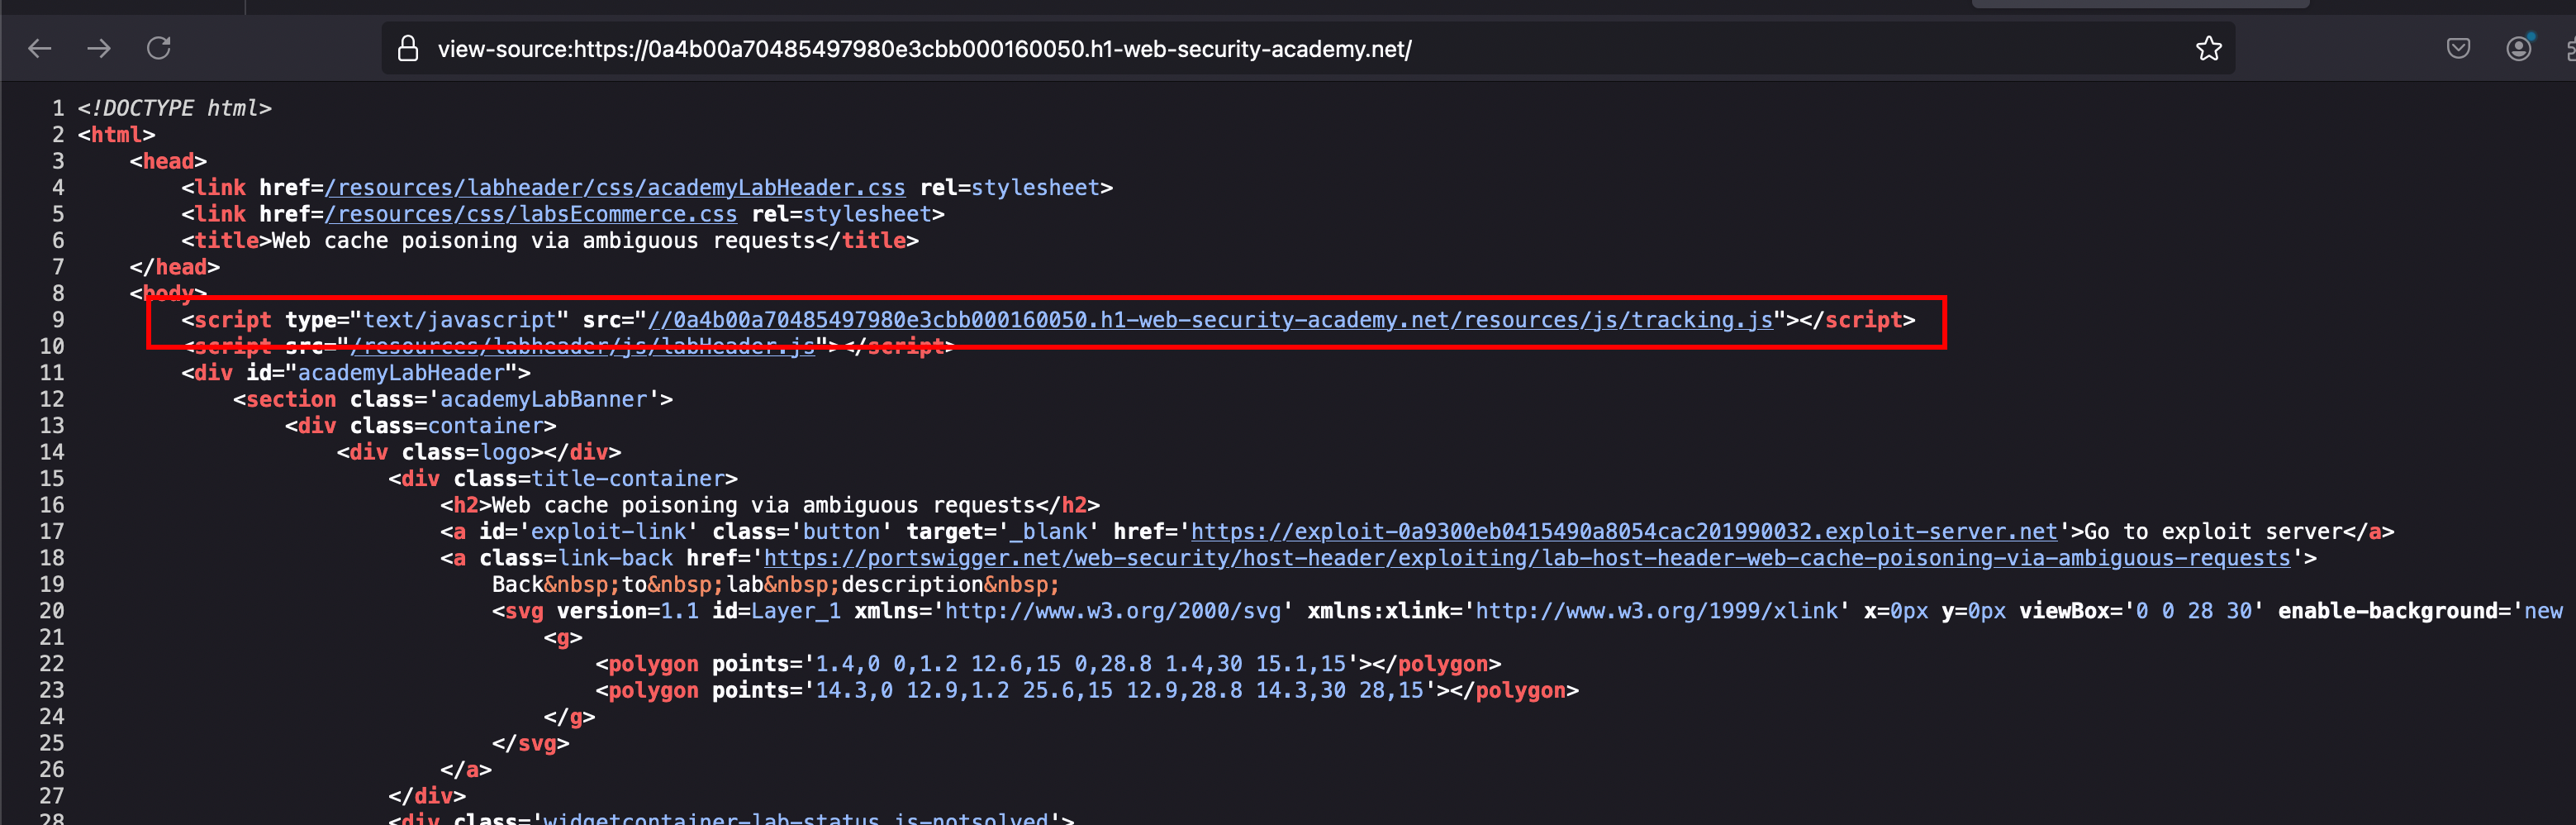 view-source:https://0a4b00a70485497980e3cbb000160050.h1-web-security-academy.net/
1 <!DOCTYPE html>
2 <html>
3 <head>
4 <link href=/resources/labheader/css/academyLabHeader.css rel=stylesheet>
5 <link href=/resources/css/labsEcommerce.css rel=stylesheet>
6 <title>Web cache poisoning via ambiguous requests</title>
7 </head>
8 <body>
9 <script type="text/javascript" src="//0a4b00a70485497980e3cbb000160050.h1-web-security-academy.net/resources/js/tracking.js"></script>
10 <script src="/resources/labheader/js/labHeader.js"></script>
11 <div id="academyLabHeader">
12 <section class='academyLabBanner'>
13 <div class=container>
14 <div class=logo></div>
15 <div class=title-container>
16 <h2>Web cache poisoning via ambiguous requests</h2>
17 <a id='exploit-link' class='button' target='_blank' href='https://exploit-0a9300eb0415490a8054cac201990032.exploit-server.net'>Go to exploit server</a>
18 <a class=link-back href='https://portswigger.net/web-security/host-header/exploiting/lab-host-header-web-cache-poisoning-via-ambiguous-requests'>
19 Back&nbsp;to&nbsp;lab&nbsp;description&nbsp;
20 <svg version=1.1 id=Layer_1 xmlns='http://www.w3.org/2000/svg' xmlns:xlink='http://www.w3.org/1999/xlink' x=0px y=0px viewBox='0 0 28 30' enable-background='new
21 <g>
22 <polygon points='1.4,0 0,1.2 12.6,15 0,28.8 1.4,30 15.1,15'></polygon>
23 <polygon points='14.3,0 12.9,1.2 25.6,15 12.9,28.8 14.3,30 28,15'></polygon>
24 </g>
25 </svg>
26 </a>
27 </div>
28 <div class='widgetcontainer-lab-status is-notsolved'>